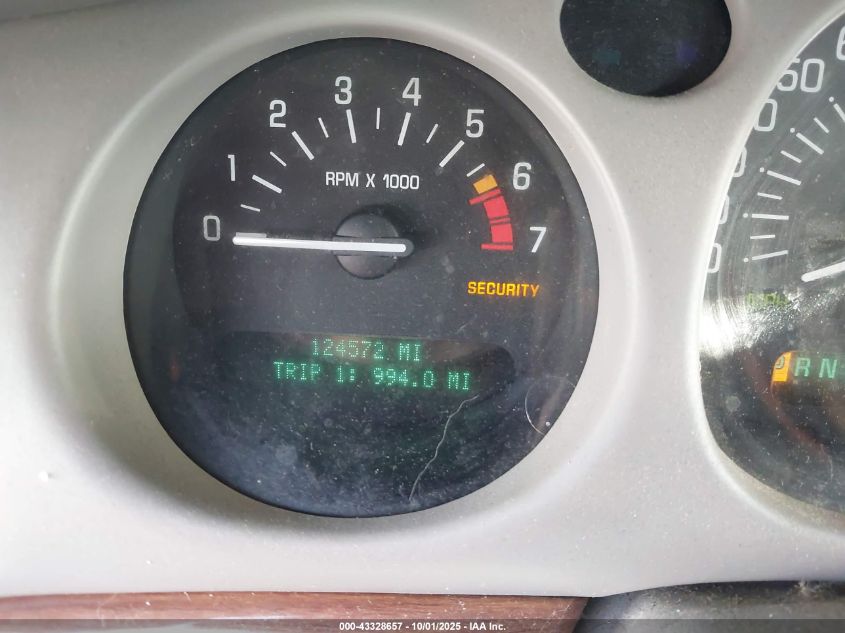 0 1 2 3 4 5 6 7
RPM X 1000
SECURITY
124572 MI
TRIP 1: 994.0 MI
50
R N
000-43328657 - 10/01/2025 - IAA Inc.